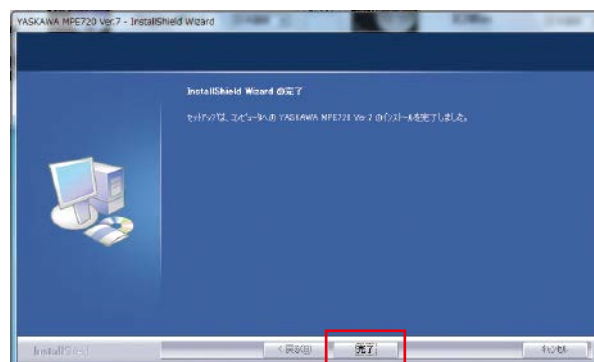 YASKAWA MPE720 Ver.7 - InstallShield Wizard
InstallShield Wizard の完了
セットアップは、コンピュータへの YASKAWA MPE720 Ver.7 のインストールを完了しました。
InstallShield
< 戻る(B)
完了
キャンセル